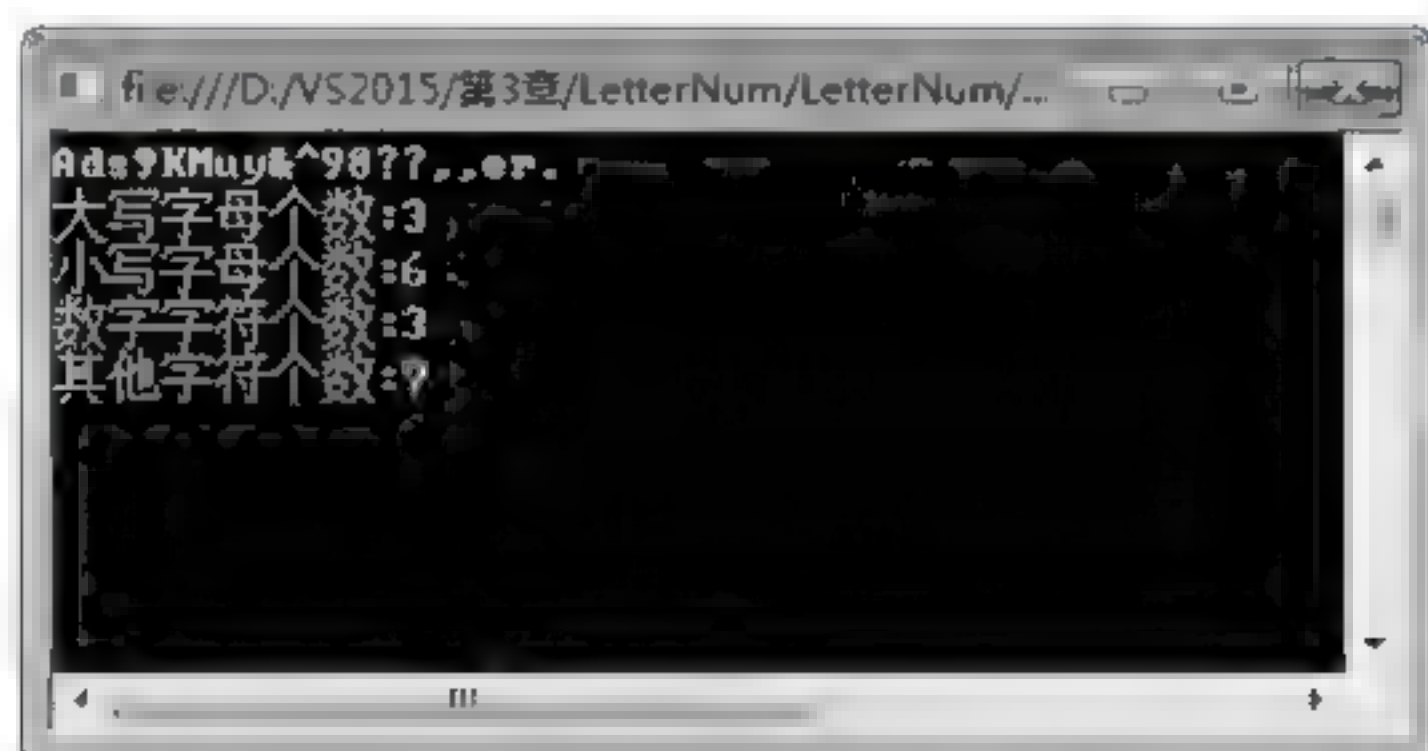 file:///D:/VS2015/第3章/LetterNum/LetterNum/...
Ads9KMuy&^98??,,er.
大写字母个数:3
小写字母个数:6
数字字符个数:3
其他字符个数:7